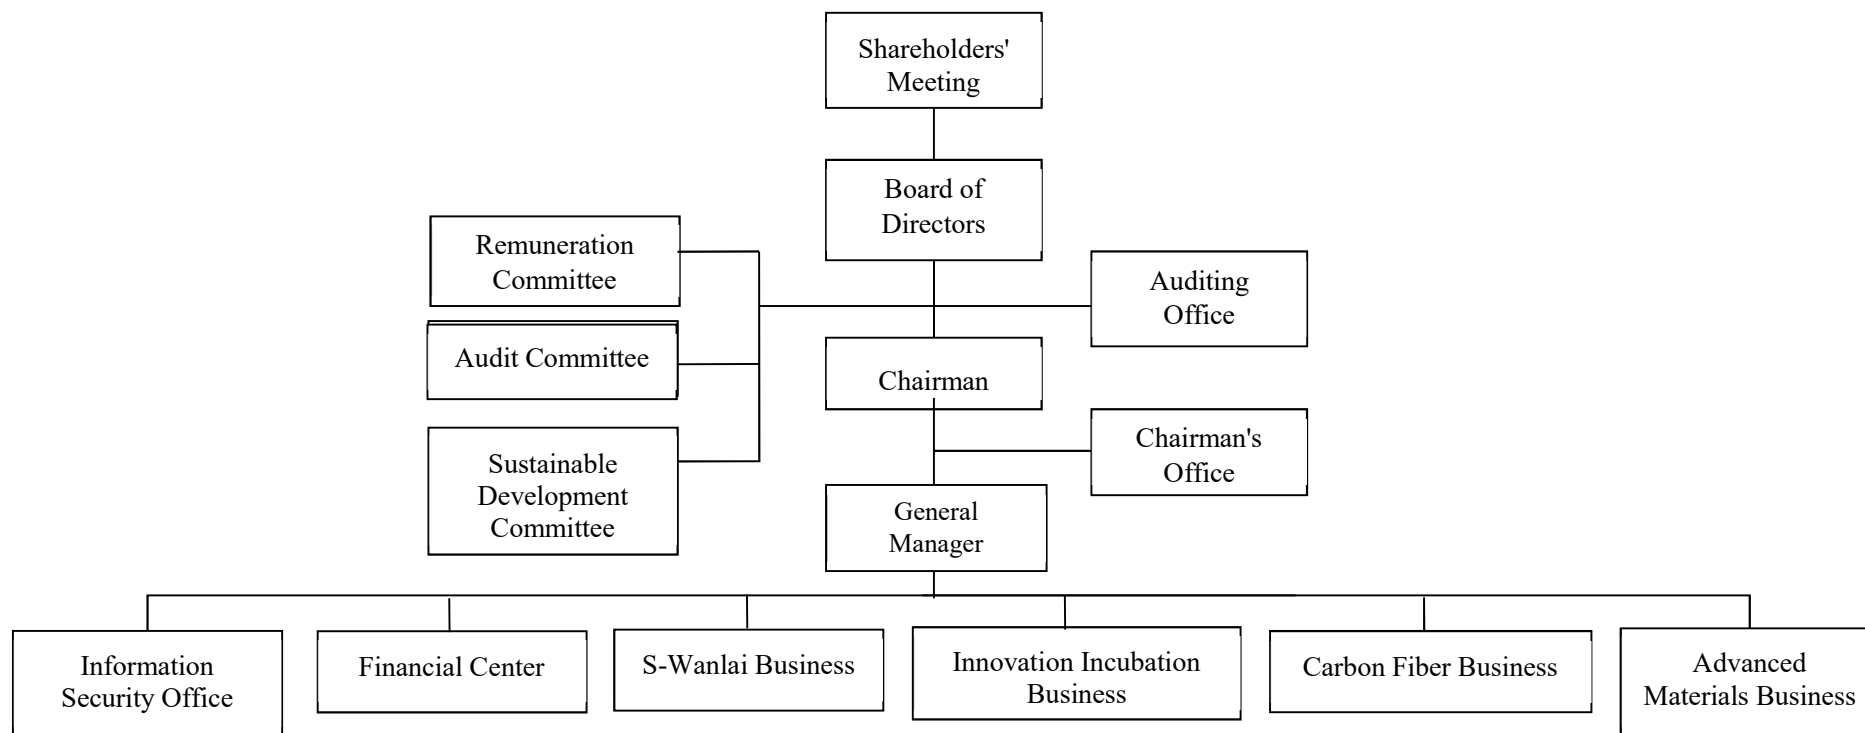 Shareholders'
Meeting
Board of
Directors
Remuneration
Committee
Auditing
Office
Audit Committee
Chairman
Chairman's
Office
Sustainable
Development
Committee
General
Manager
Information
Security Office
Financial Center
S-Wanlai Business
Innovation Incubation
Business
Carbon Fiber Business
Advanced
Materials Business